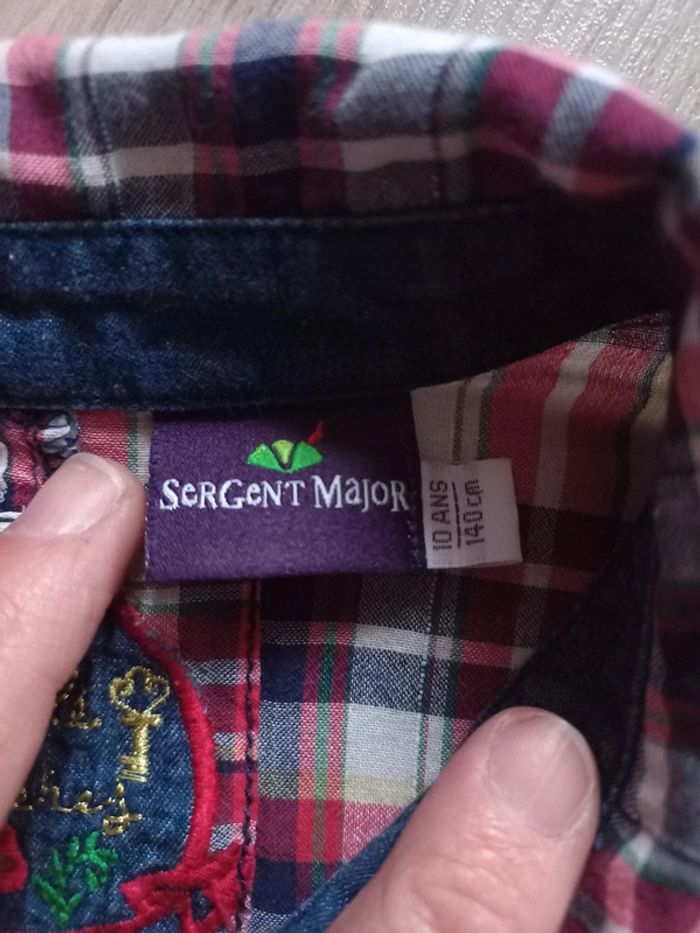 SeRGeNT MajoR
10 ANS
140 cm